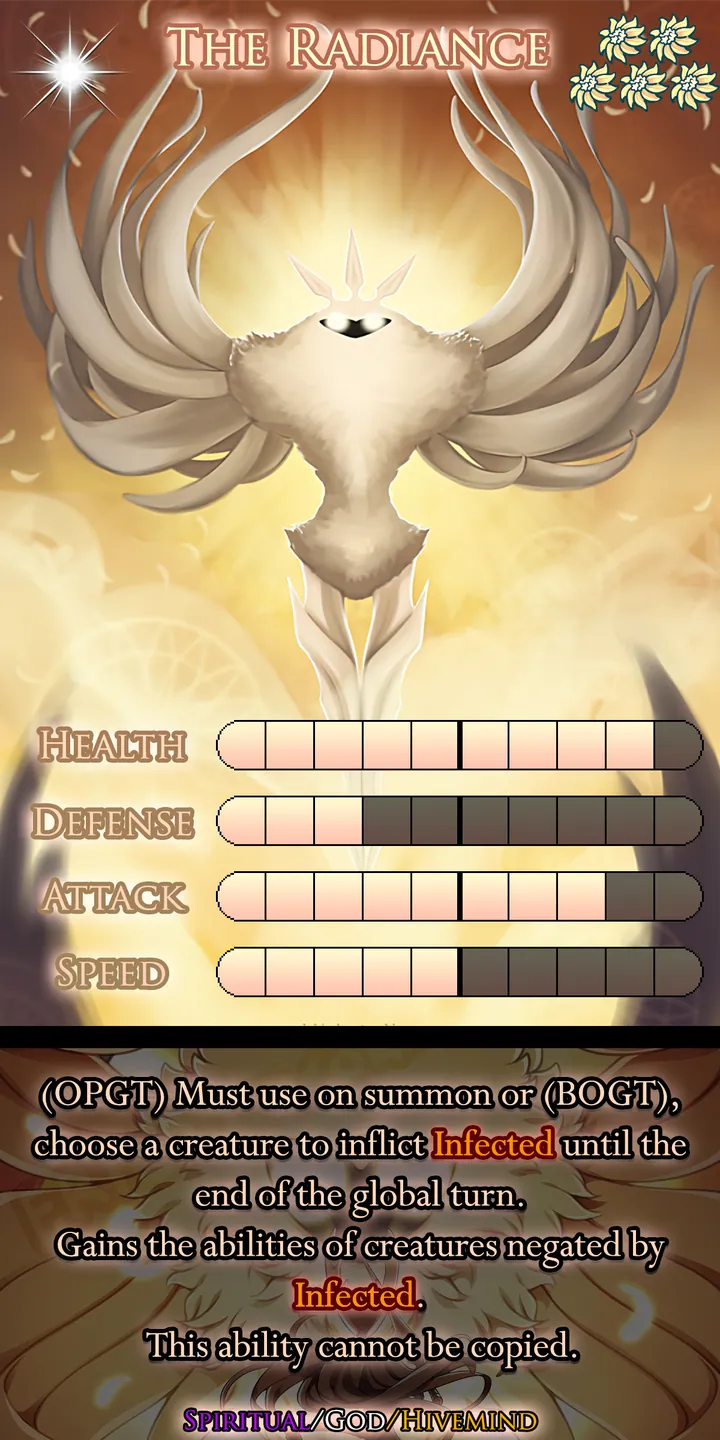 The Radiance
Health
Defense
Attack
Speed
(OPGT) Must use on summon or (BOGT),
choose a creature to inflict Infected until the
end of the global turn.
Gains the abilities of creatures negated by
Infected.
This ability cannot be copied.
Spiritual/God/Hivemind